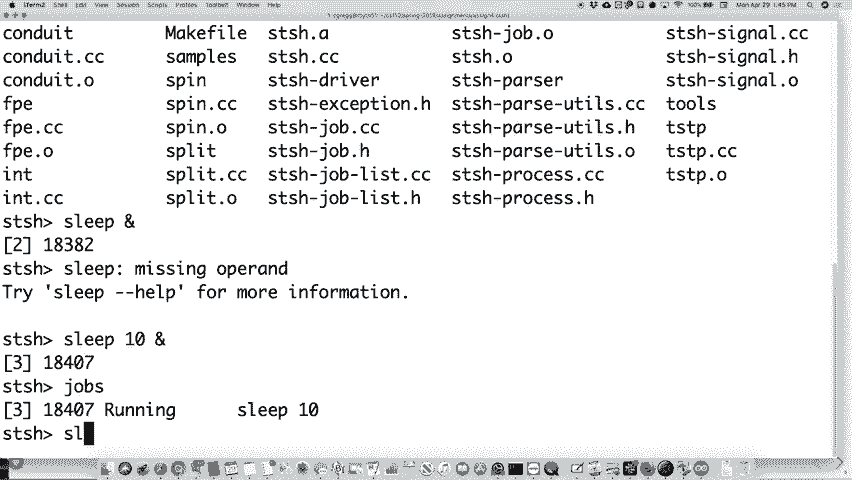 iTerm2 Shell Edit View Session Scripts Profiles Toolbelt Window Help 100% Mon Apr 29 1:45 PM
conduit Makefile stsh.a stsh-job.o stsh-signal.cc
conduit.cc samples stsh.cc stsh.o stsh-signal.h
conduit.o spin stsh-driver stsh-parser stsh-signal.o
fpe spin.cc stsh-exception.h stsh-parse-utils.cc tools
fpe.cc spin.o stsh-job.cc stsh-parse-utils.h tstp
fpe.o split stsh-job.h stsh-parse-utils.o tstp.cc
int split.cc stsh-job-list.cc stsh-process.cc tstp.o
int.cc split.o stsh-job-list.h stsh-process.h
stsh> sleep &
[2] 18382
stsh> sleep: missing operand
Try 'sleep --help' for more information.
stsh> sleep 10 &
[3] 18407
stsh> jobs
[3] 18407 Running sleep 10
stsh> sl